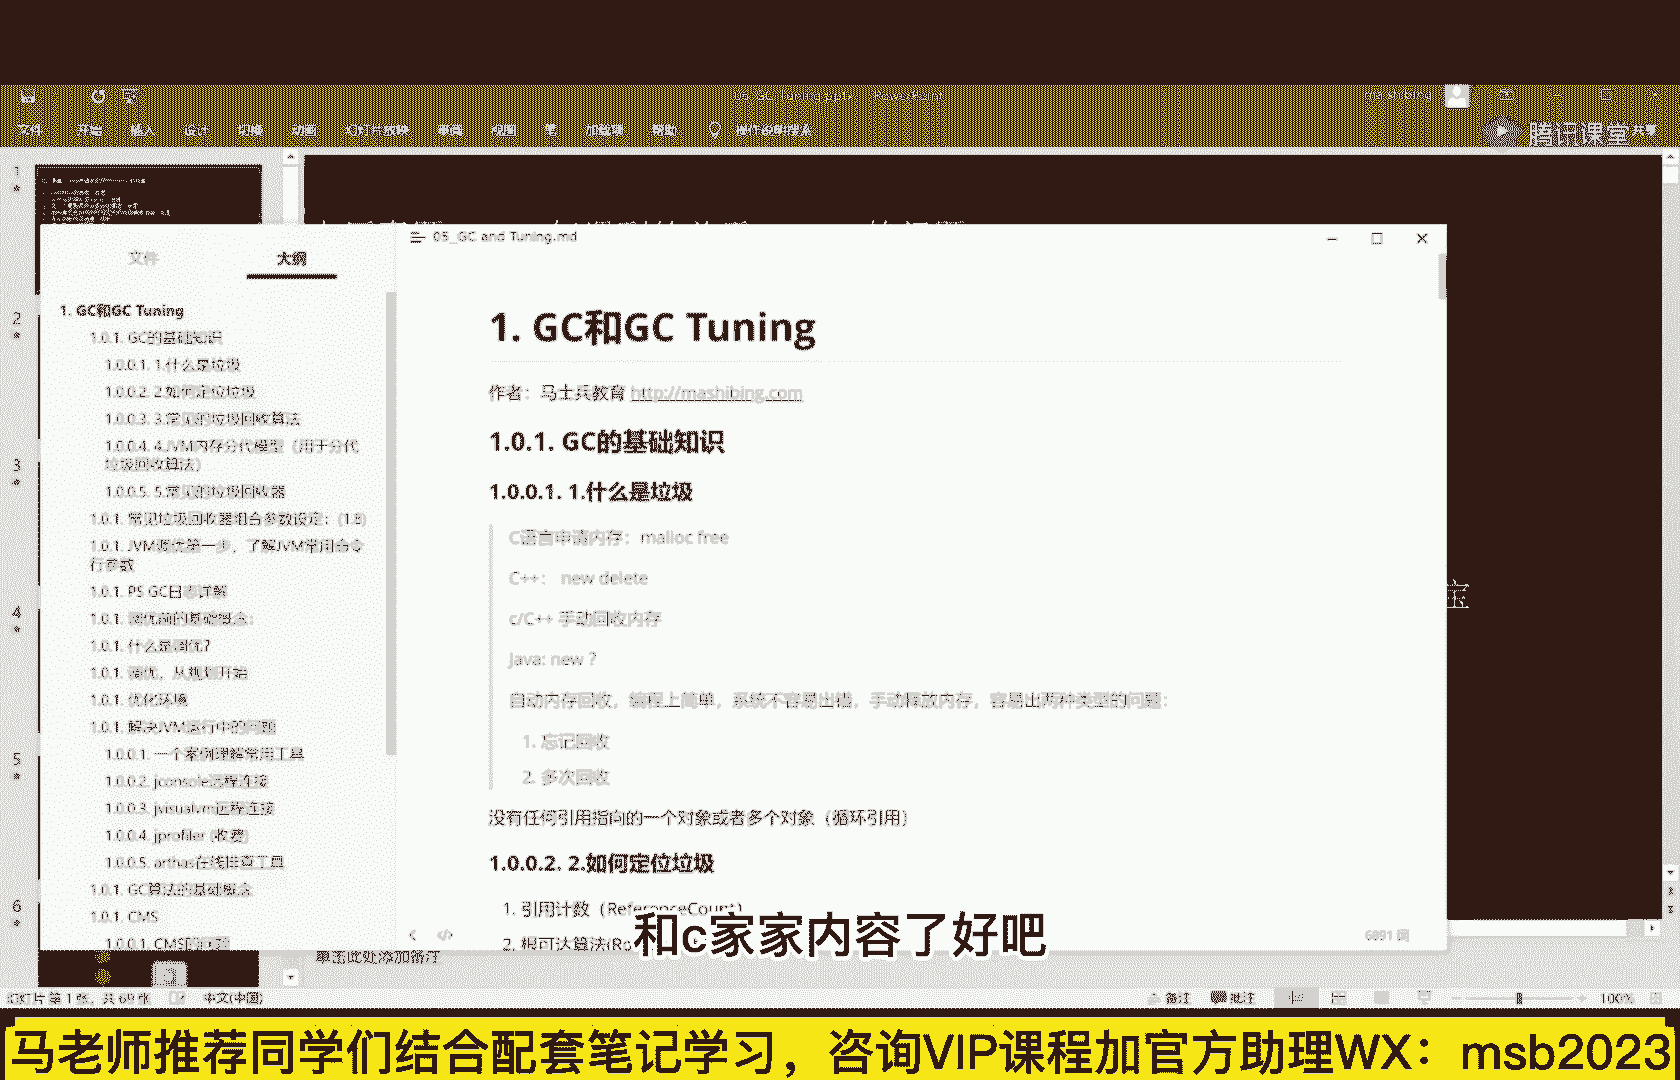 文件 开始 插入 设计 切换 动画 幻灯片放映 审阅 视图 帮助 操作说明搜索
腾讯课堂
共享
05_GC and Tuning.md
文件 大纲
1. GC和GC Tuning
1.0.1. GC的基础知识
1.0.0.1. 1.什么是垃圾
1.0.0.2. 2.如何定位垃圾
1.0.0.3. 3.常见的垃圾回收算法
1.0.0.4. 4.JVM内存分代模型（用于分代
垃圾回收算法）
1.0.0.5. 5.常见的垃圾回收器
1.0.1. 常见垃圾回收器组合参数设定：(1.8)
1.0.1. JVM调优第一步，了解JVM常用命令
行参数
1.0.1. PS GC日志详解
1.0.1. 调优前的基础概念：
1.0.1. 什么是调优？
1.0.1. 调优，从规划开始
1.0.1. 优化环境
1.0.1. 解决JVM运行中的问题
1.0.0.1. 一个案例理解常用工具
1.0.0.2. jconsole远程连接
1.0.0.3. jvisualvm远程连接
1.0.0.4. jprofiler (收费)
1.0.0.5. arthas在线排查工具
1.0.1. GC算法的基础概念
1.0.1. CMS
1.0.0.1. CMS的问题
1. GC和GC Tuning
作者：马士兵教育 http://mashibing.com
1.0.1. GC的基础知识
1.0.0.1. 1.什么是垃圾
C语言申请内存：malloc free
C++： new delete
c/C++ 手动回收内存
Java: new ？
自动内存回收，编程上简单，系统不容易出错，手动释放内存，容易出两种类型的问题：
1. 忘记回收
2. 多次回收
没有任何引用指向的一个对象或者多个对象（循环引用）
1.0.0.2. 2.如何定位垃圾
1. 引用计数（ReferenceCount）
2. 根可达算法(Ro
6891 词
和c家家内容了好吧
单击此处添加备注
幻灯片 第 1 张，共 69 张 中文(中国)
备注 批注 100%
马老师推荐同学们结合配套笔记学习，咨询VIP课程加官方助理WX：msb2023